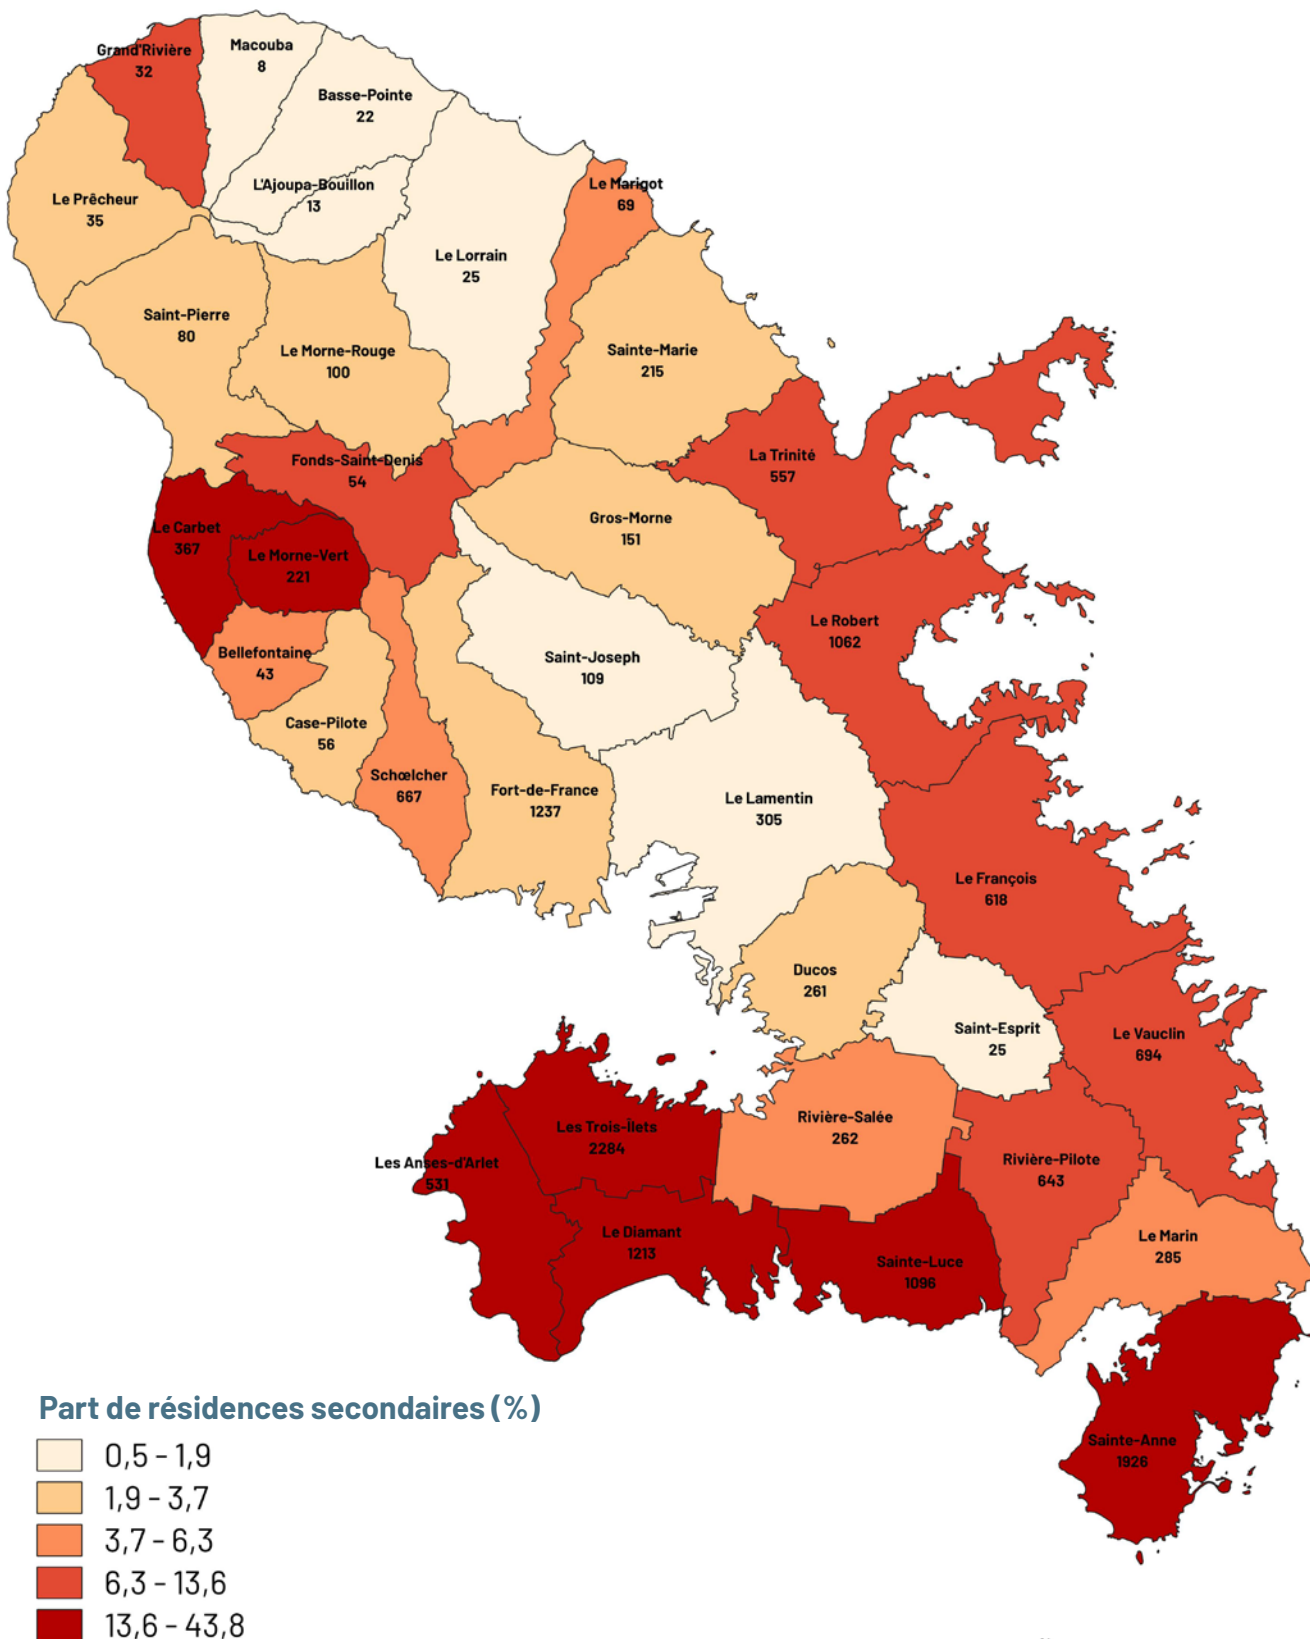 Grand'Rivière
32
Macouba
8
Basse-Pointe
22
L'Ajoupa-Bouillon
13
Le Prêcheur
35
Le Marigot
69
Le Lorrain
25
Saint-Pierre
80
Le Morne-Rouge
100
Sainte-Marie
215
Fonds-Saint-Denis
54
La Trinité
557
Gros-Morne
151
Le Carbet
367
Le Morne-Vert
221
Le Robert
1062
Bellefontaine
43
Saint-Joseph
109
Case-Pilote
56
Schœlcher
667
Fort-de-France
1237
Le Lamentin
305
Le François
618
Ducos
261
Saint-Esprit
25
Le Vauclin
694
Les Trois-Îlets
2284
Rivière-Salée
262
Les Anses-d'Arlet
531
Rivière-Pilote
643
Le Diamant
1213
Le Marin
285
Sainte-Luce
1096
Sainte-Anne
1926
Part de résidences secondaires (%)
0,5 - 1,9
1,9 - 3,7
3,7 - 6,3
6,3 - 13,6
13,6 - 43,8